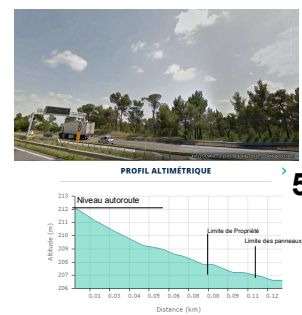 PROFIL ALTIMÉTRIQUE
5
213
212
211
210
209
208
207
206
Altitude (m)
Niveau autoroute
Limite de Propriété
Limite des panneaux
0.01 0.03 0.04 0.05 0.06 0.08 0.08 0.09 0.11 0.12
Distance (km)